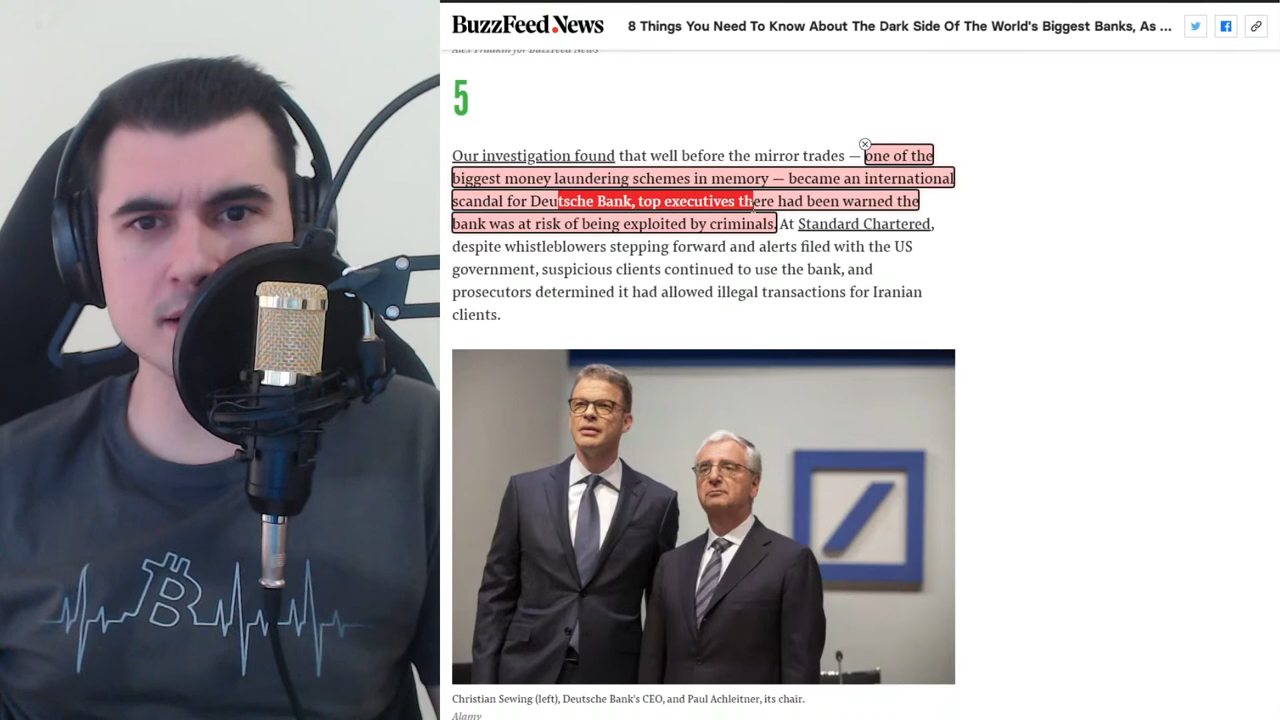 BuzzFeed News
8 Things You Need To Know About The Dark Side Of The World's Biggest Banks, As ...
Alex Fradkin for BuzzFeed News
5
Our investigation found that well before the mirror trades — one of the
biggest money laundering schemes in memory — became an international
scandal for Deutsche Bank, top executives there had been warned the
bank was at risk of being exploited by criminals. At Standard Chartered,
despite whistleblowers stepping forward and alerts filed with the US
government, suspicious clients continued to use the bank, and
prosecutors determined it had allowed illegal transactions for Iranian
clients.
Christian Sewing (left), Deutsche Bank's CEO, and Paul Achleitner, its chair.
Alamy